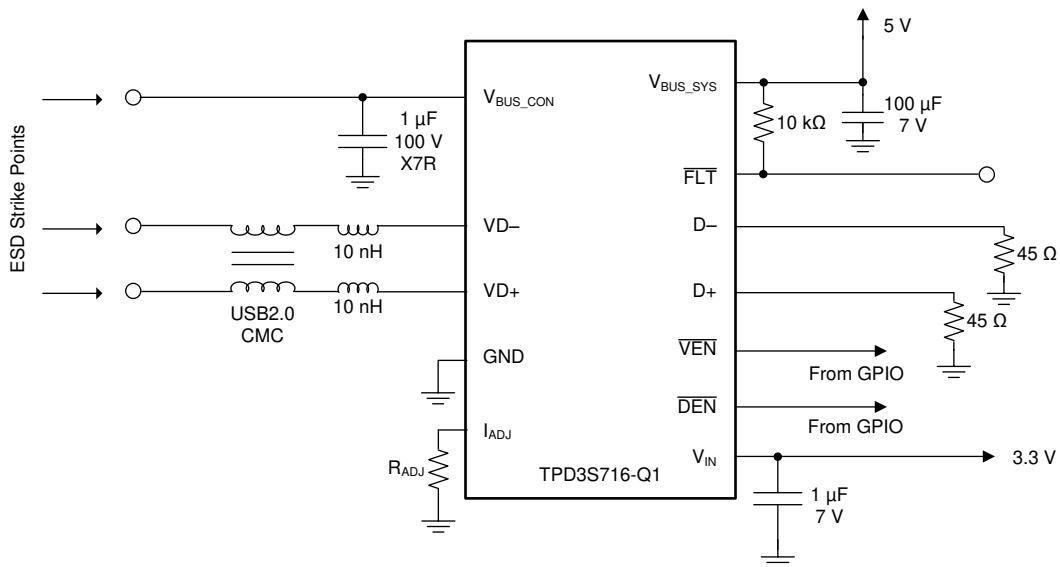 ESD Strike Points
V_BUS_CON
1 µF
100 V
X7R
VD–
10 nH
VD+
10 nH
USB2.0
CMC
GND
I_ADJ
R_ADJ
TPD3S716-Q1
5 V
V_BUS_SYS
10 kΩ
100 µF
7 V
FLT
D–
45 Ω
D+
45 Ω
VEN
From GPIO
DEN
From GPIO
V_IN
3.3 V
1 µF
7 V